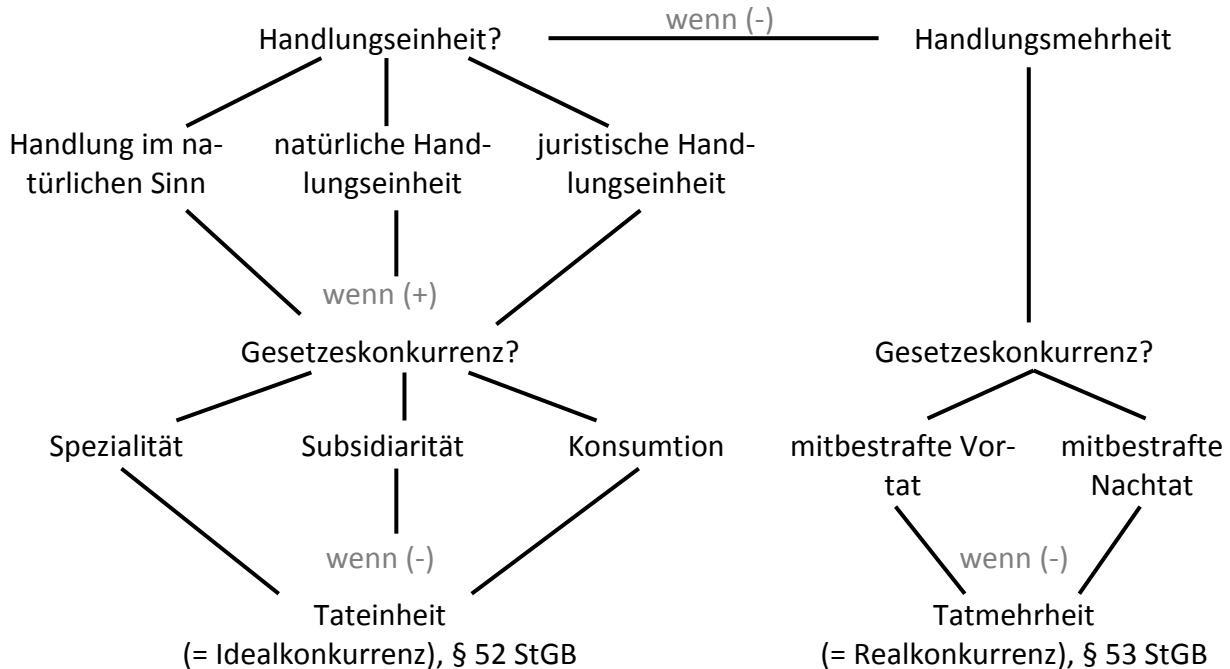 wenn (-)
Handlungseinheit?
Handlungsmehrheit
Handlung im na-
türlichen Sinn
natürliche Hand-
lungseinheit
juristische Hand-
lungseinheit
wenn (+)
Gesetzeskonkurrenz?
Gesetzeskonkurrenz?
Spezialität
Subsidiarität
Konsumtion
mitbestrafte Vor-
tat
mitbestrafte
Nachtat
wenn (-)
wenn (-)
Tateinheit
(= Idealkonkurrenz), § 52 StGB
Tatmehrheit
(= Realkonkurrenz), § 53 StGB